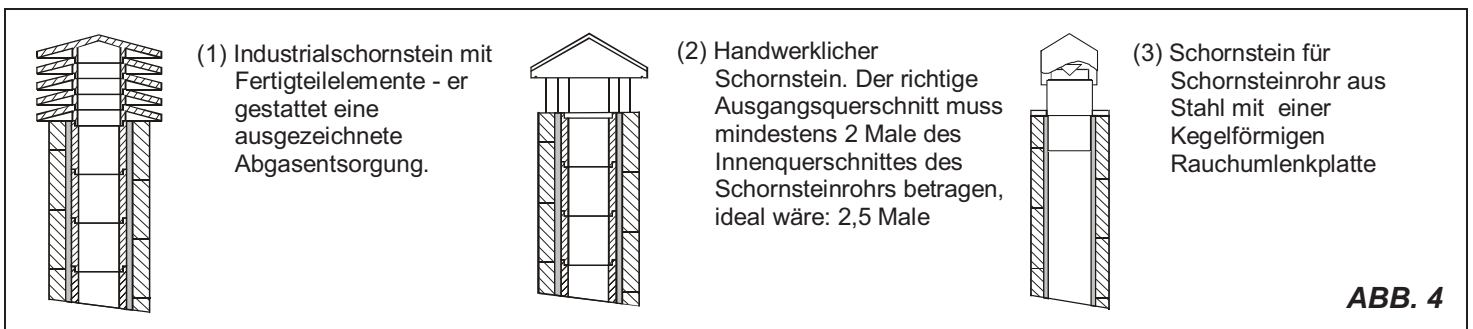 (1) Industrialschornstein mit
Fertigteilelemente - er
gestattet eine
ausgezeichnete
Abgasentsorgung.
(2) Handwerklicher
Schornstein. Der richtige
Ausgangsquerschnitt muss
mindestens 2 Male des
Innenquerschnittes des
Schornsteinrohrs betragen,
ideal wäre: 2,5 Male
(3) Schornstein für
Schornsteinrohr aus
Stahl mit einer
Kegelförmigen
Rauchumlenkplatte
ABB. 4